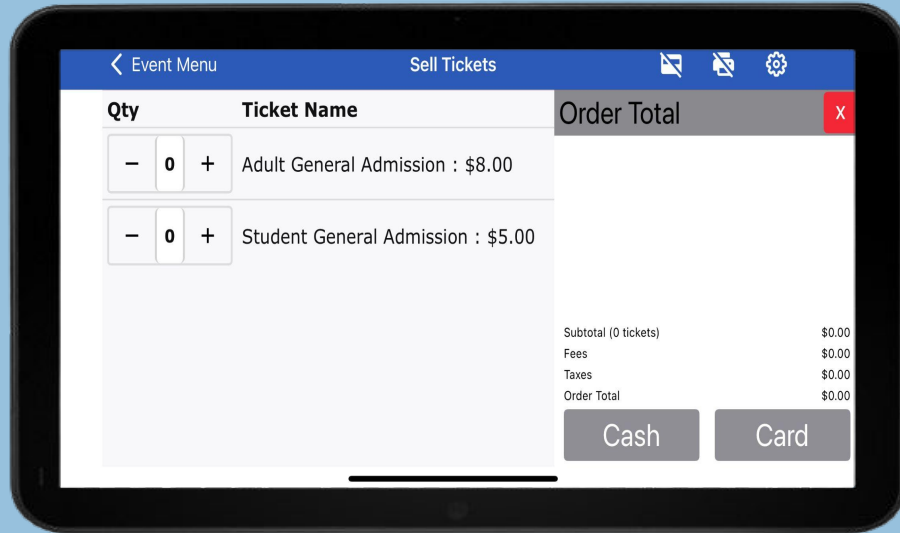 Event Menu
Sell Tickets
Qty Ticket Name
− 0 + Adult General Admission : $8.00
− 0 + Student General Admission : $5.00
Order Total X
Subtotal (0 tickets) $0.00
Fees $0.00
Taxes $0.00
Order Total $0.00
Cash Card